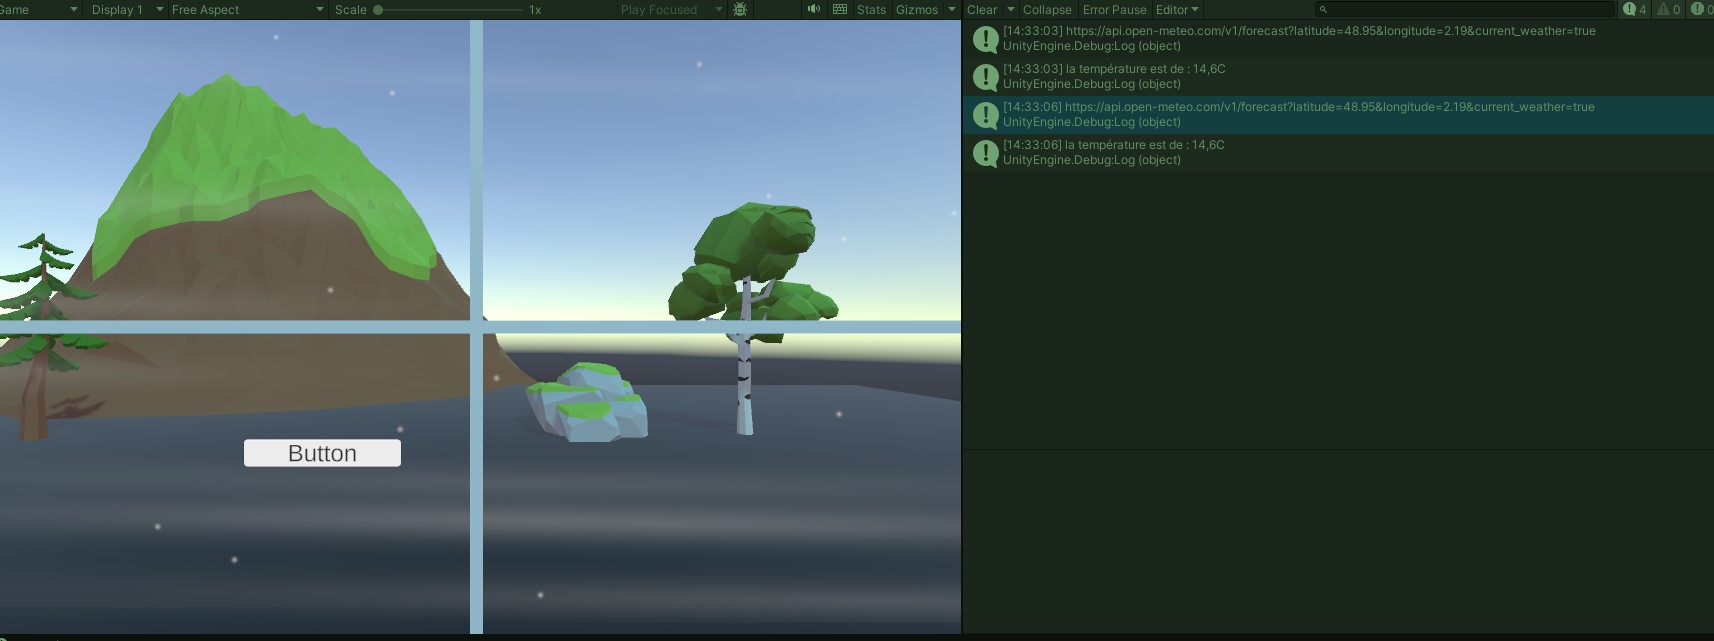 Game Display 1 Free Aspect Scale 1x Play Focused Stats Gizmos
Clear Collapse Error Pause Editor 4 0 0
[14:33:03] https://api.open-meteo.com/v1/forecast?latitude=48.95&longitude=2.19&current_weather=true
UnityEngine.Debug:Log (object)
[14:33:03] la température est de : 14,6C
UnityEngine.Debug:Log (object)
[14:33:06] https://api.open-meteo.com/v1/forecast?latitude=48.95&longitude=2.19&current_weather=true
UnityEngine.Debug:Log (object)
[14:33:06] la température est de : 14,6C
UnityEngine.Debug:Log (object)
Button